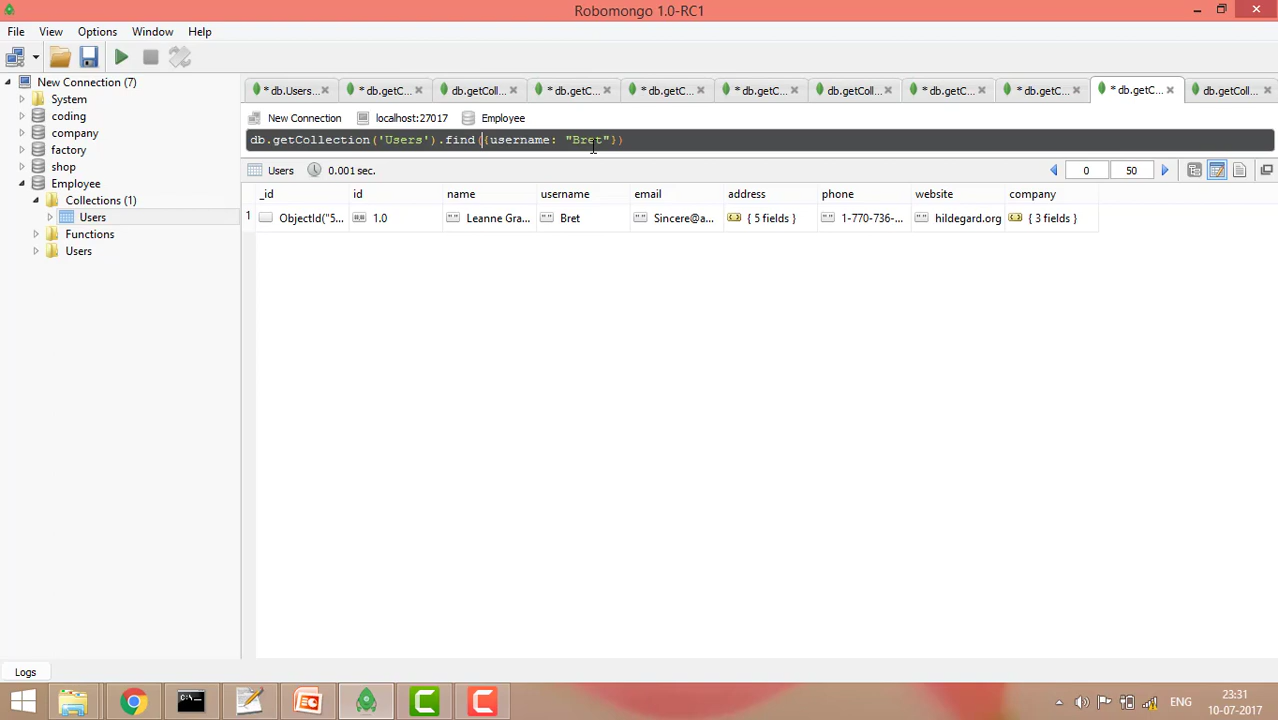 Robomongo 1.0-RC1
File View Options Window Help
New Connection (7)
System
coding
company
factory
shop
Employee
Collections (1)
Users
Functions
Users
* db.Users... * db.getC... db.getColl... * db.getC... * db.getC... * db.getC... db.getColl... * db.getC... * db.getC... * db.getC... db.getColl...
New Connection localhost:27017 Employee
db.getCollection('Users').find({username: "Bret"})
Users 0.001 sec. 0 50
_id id name username email address phone website company
1 ObjectId("5... 1.0 Leanne Gra... Bret Sincere@a... { 5 fields } 1-770-736-... hildegard.org { 3 fields }
Logs
ENG 23:31
10-07-2017